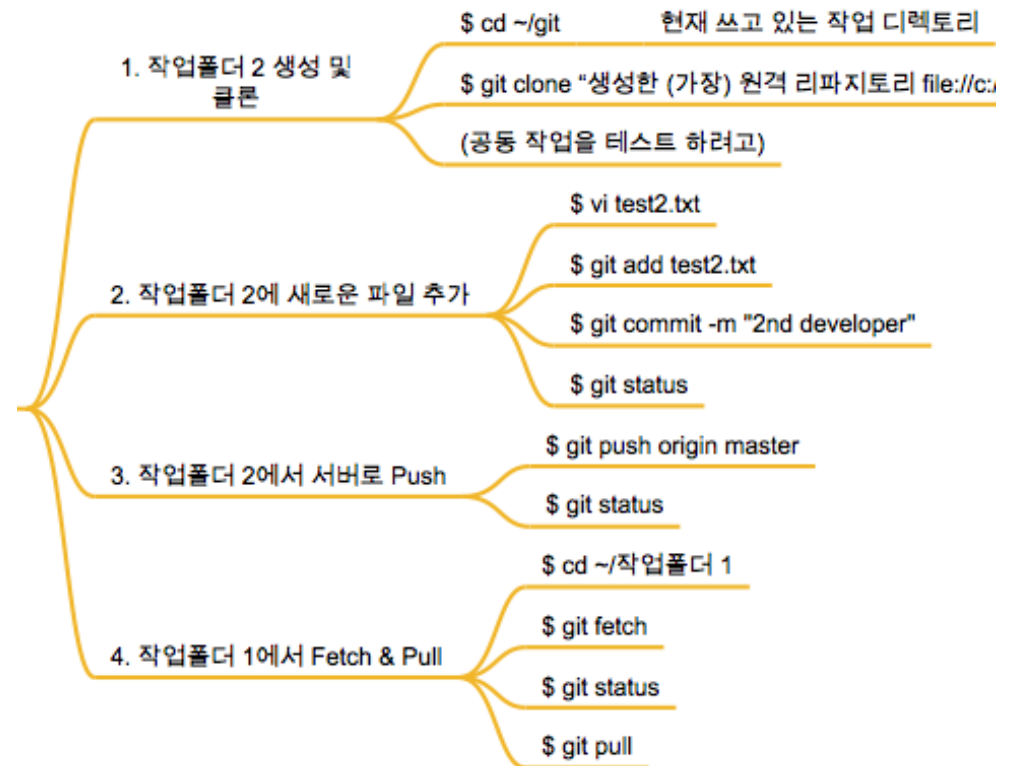 $ cd ~/git 현재 쓰고 있는 작업 디렉토리
1. 작업폴더 2 생성 및
클론
$ git clone “생성한 (가장) 원격 리파지토리 file://c:/
(공동 작업을 테스트 하려고)
2. 작업폴더 2에 새로운 파일 추가
$ vi test2.txt
$ git add test2.txt
$ git commit -m "2nd developer"
$ git status
3. 작업폴더 2에서 서버로 Push
$ git push origin master
$ git status
4. 작업폴더 1에서 Fetch & Pull
$ cd ~/작업폴더 1
$ git fetch
$ git status
$ git pull